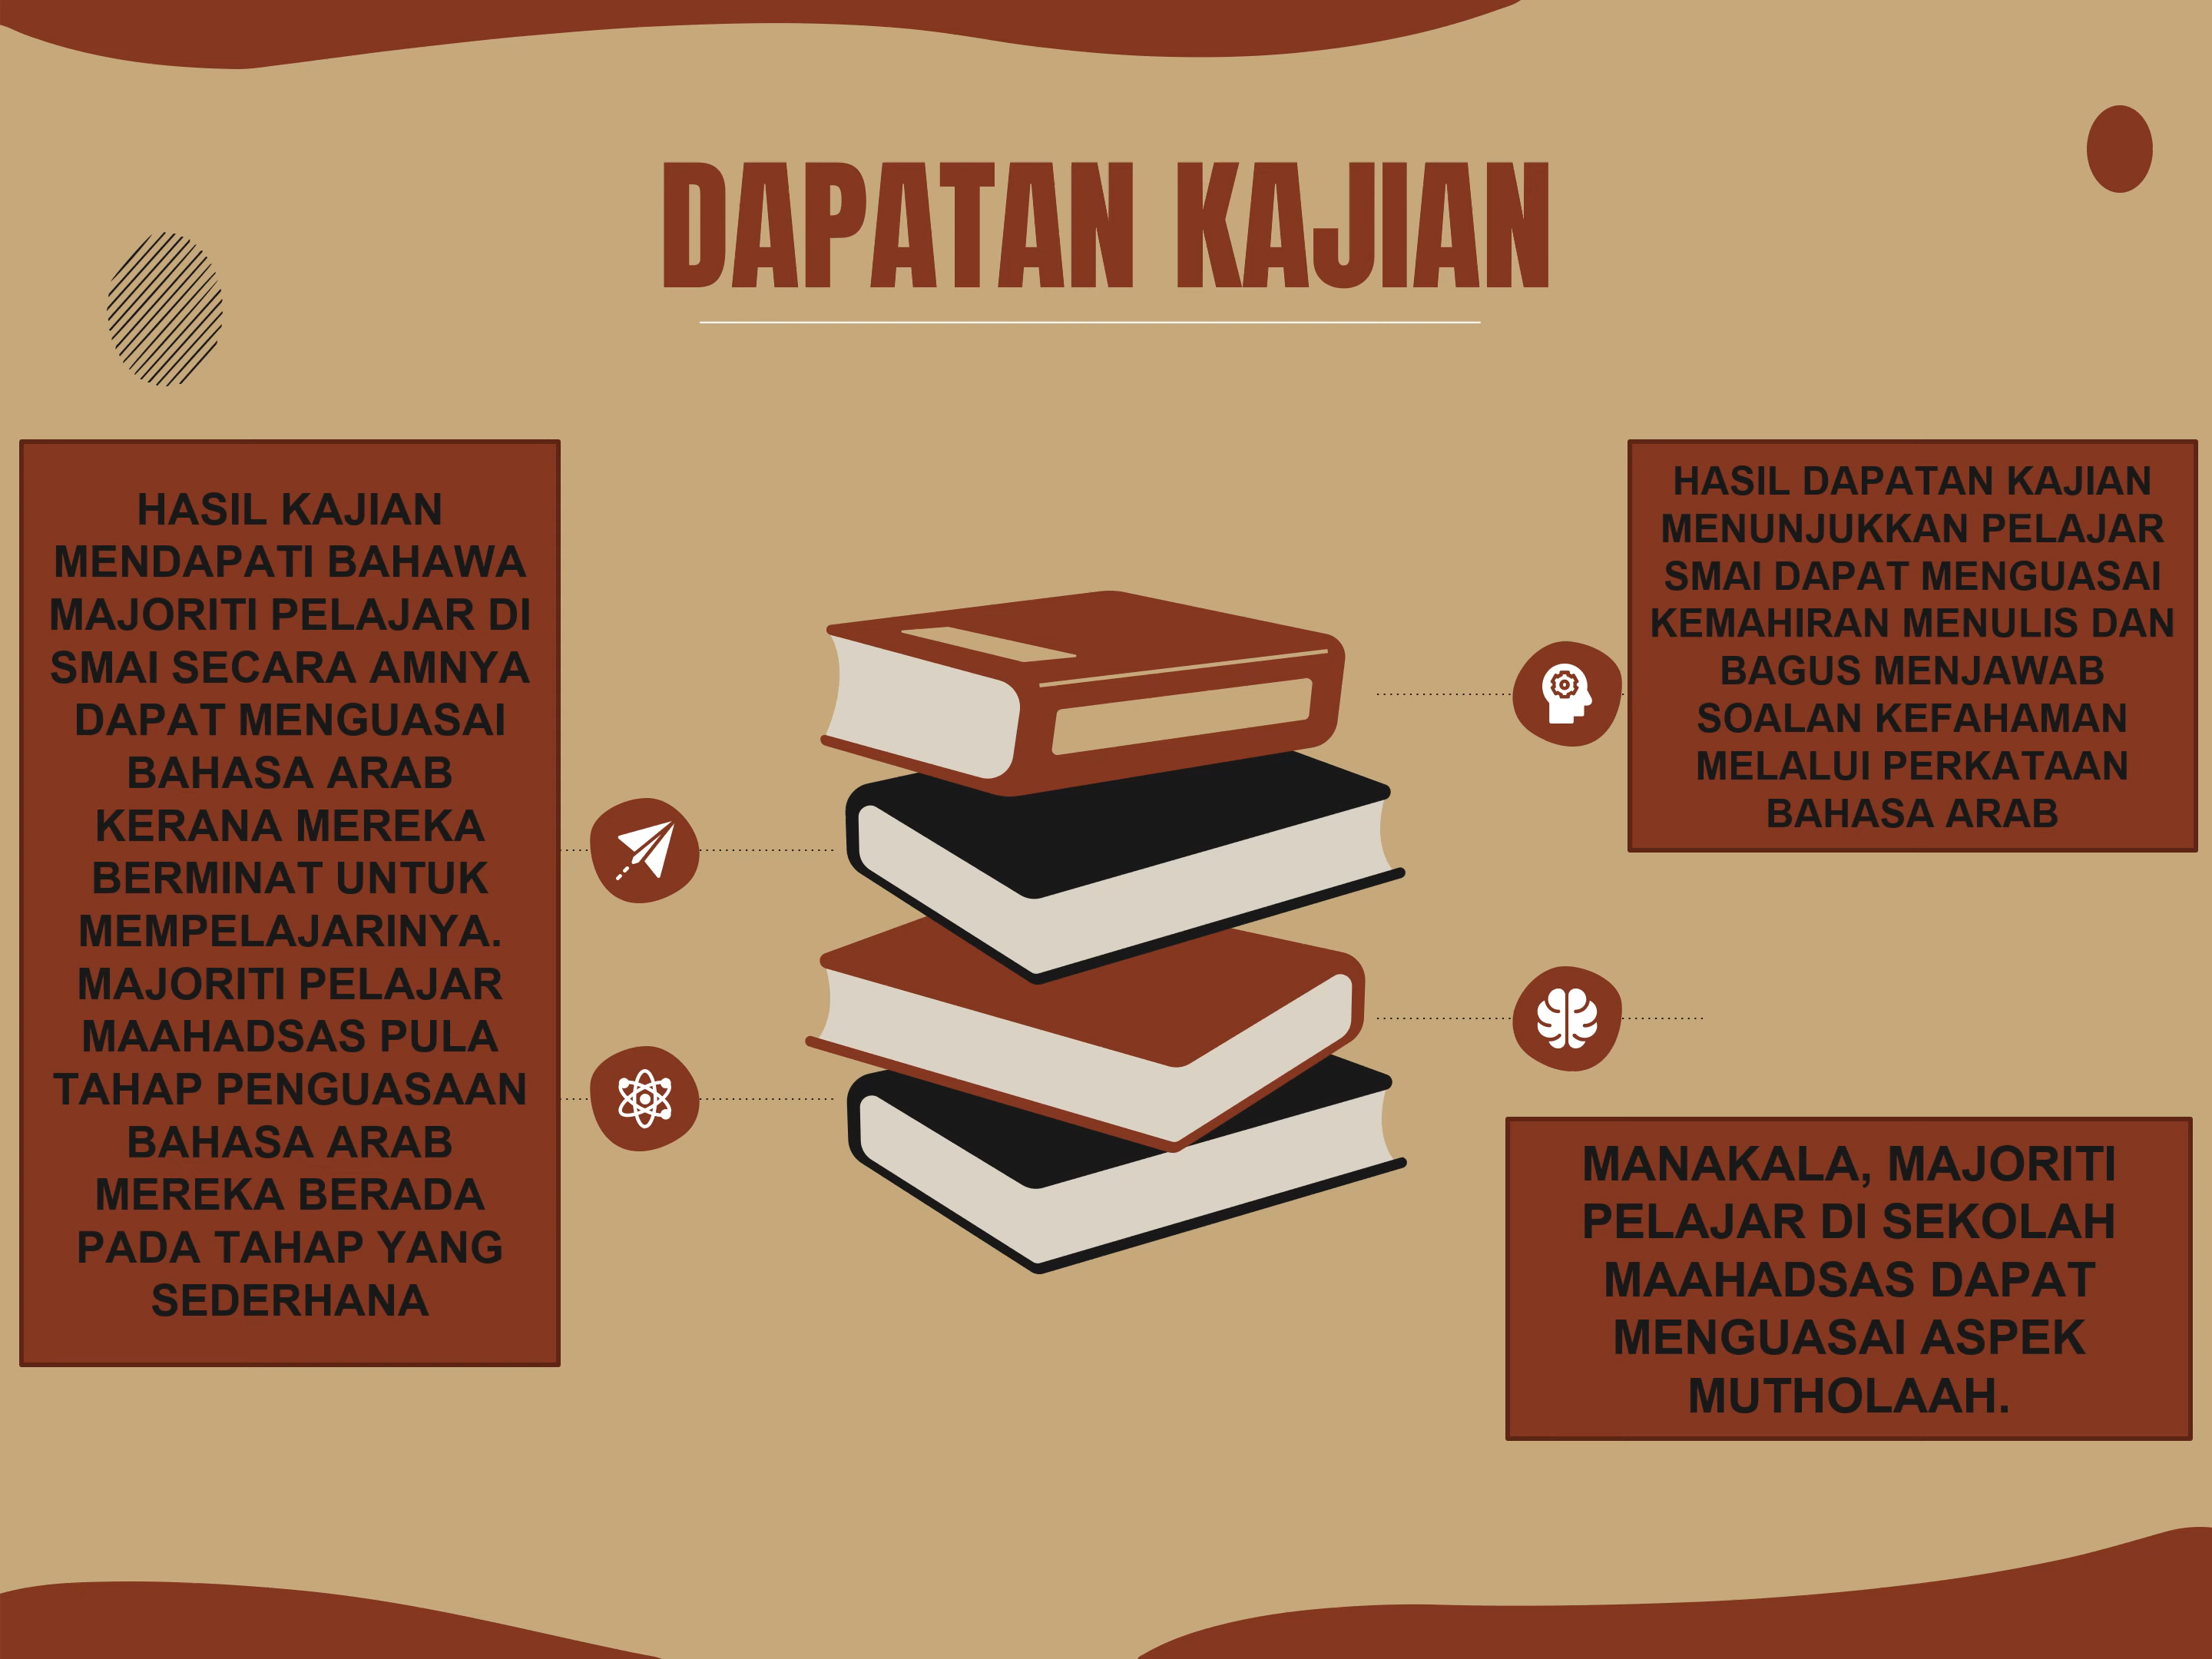 DAPATAN KAJIAN
HASIL KAJIAN
MENDAPATI BAHAWA
MAJORITI PELAJAR DI
SMAI SECARA AMNYA
DAPAT MENGUASAI
BAHASA ARAB
KERANA MEREKA
BERMINAT UNTUK
MEMPELAJARINYA.
MAJORITI PELAJAR
MAAHADSAS PULA
TAHAP PENGUASAAN
BAHASA ARAB
MEREKA BERADA
PADA TAHAP YANG
SEDERHANA
HASIL DAPATAN KAJIAN
MENUNJUKKAN PELAJAR
SMAI DAPAT MENGUASAI
KEMAHIRAN MENULIS DAN
BAGUS MENJAWAB
SOALAN KEFAHAMAN
MELALUI PERKATAAN
BAHASA ARAB
MANAKALA, MAJORITI
PELAJAR DI SEKOLAH
MAAHADSAS DAPAT
MENGUASAI ASPEK
MUTHOLAAH.